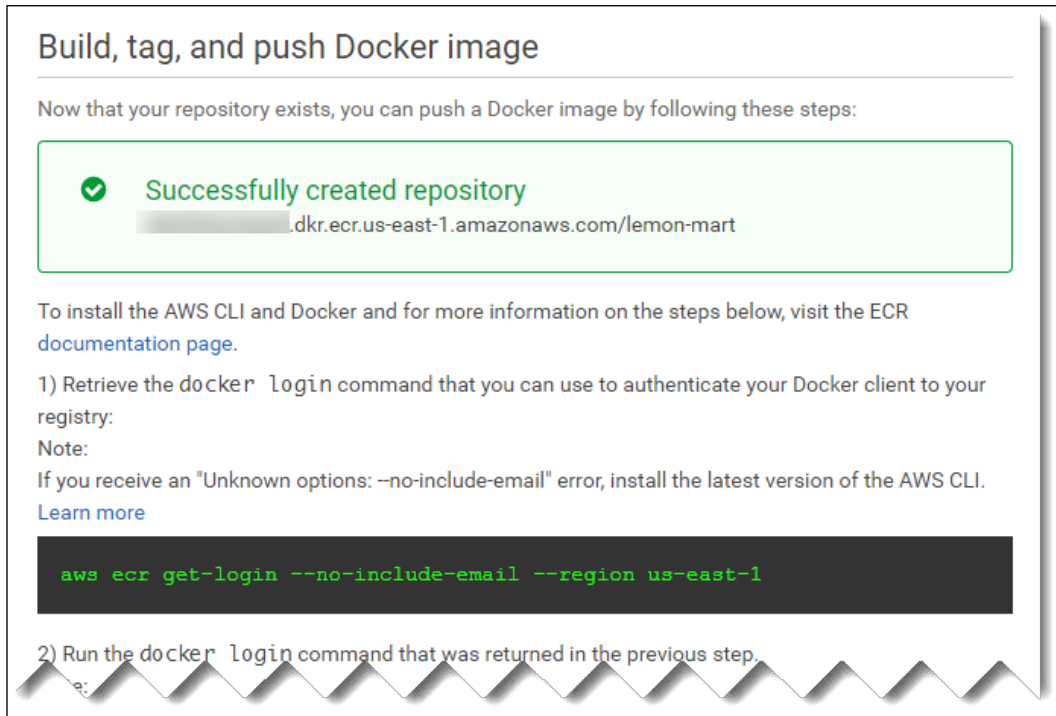 Build, tag, and push Docker image
Now that your repository exists, you can push a Docker image by following these steps:
Successfully created repository
.dkr.ecr.us-east-1.amazonaws.com/lemon-mart
To install the AWS CLI and Docker and for more information on the steps below, visit the ECR
documentation page.
1) Retrieve the docker login command that you can use to authenticate your Docker client to your
registry:
Note:
If you receive an "Unknown options: --no-include-email" error, install the latest version of the AWS CLI.
Learn more
aws ecr get-login --no-include-email --region us-east-1
2) Run the docker login command that was returned in the previous step.